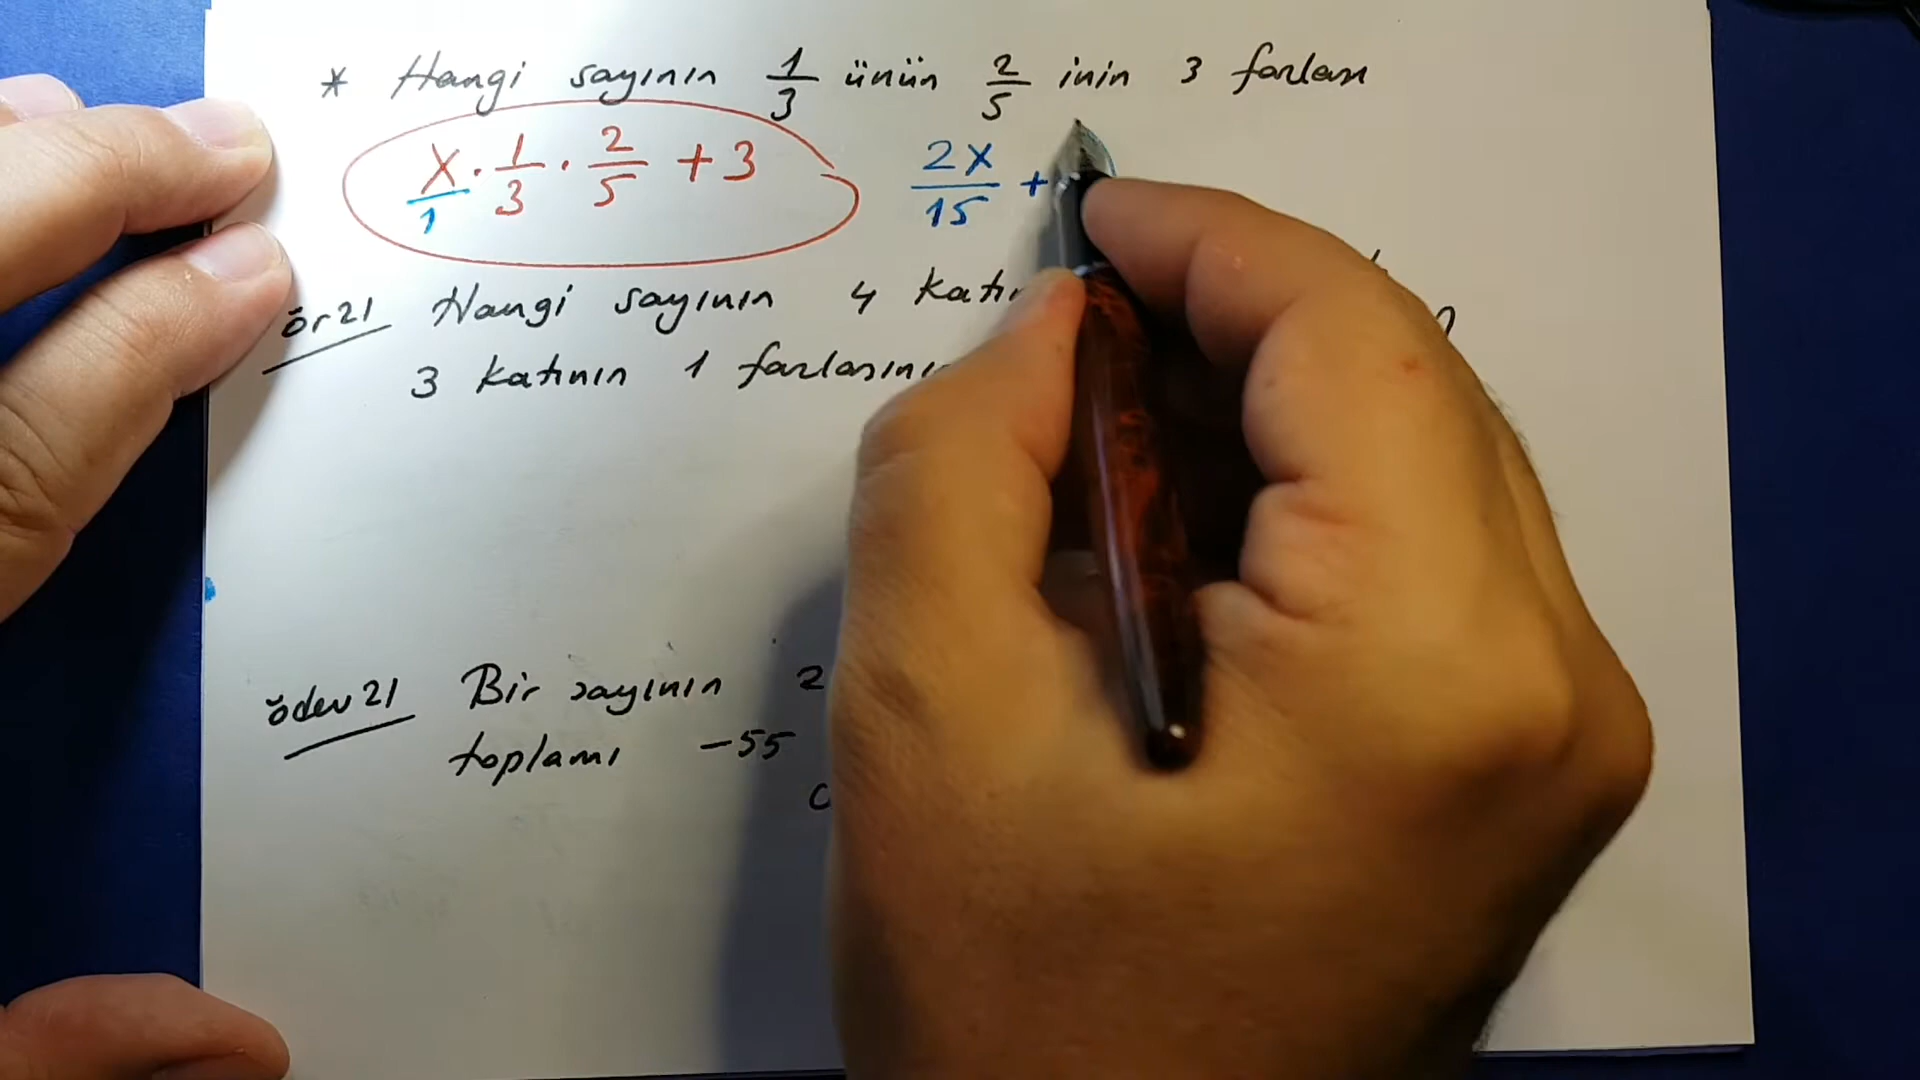 * Hangi sayının 1/3 ünün 2/5 inin 3 fazlası
x/1 · 1/3 · 2/5 + 3   2x/15 +
ör21 Hangi sayının 4 katı
3 katının 1 fazlasının
ödev21 Bir sayının 2
toplamı -55